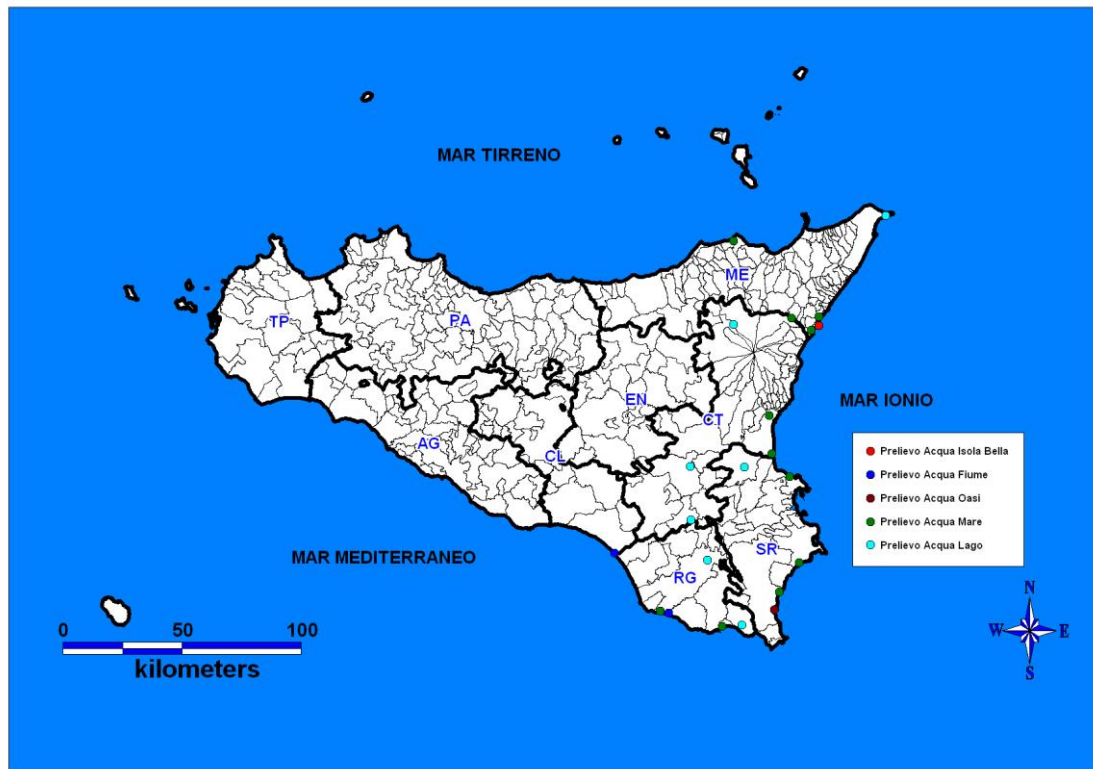 MAR TIRRENO
ME
TP
PA
EN
MAR IONIO
CT
AG
CL
Prelievo Acqua Isola Bella
Prelievo Acqua Fiume
Prelievo Acqua Oasi
Prelievo Acqua Mare
Prelievo Acqua Lago
MAR MEDITERRANEO
SR
RG
N
W E
S
0 50 100
kilometers